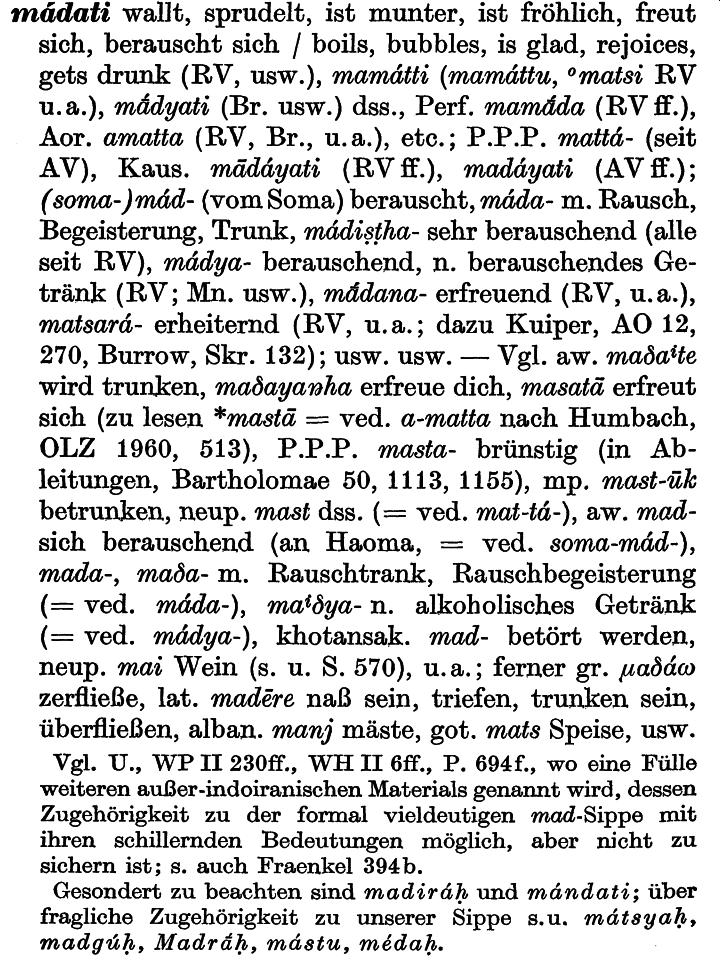 mádati wallt, sprudelt, ist munter, ist fröhlich, freut
sich, berauscht sich / boils, bubbles, is glad, rejoices,
gets drunk (RV, usw.), mamátti (mamáttu, °matsi RV
u.a.), mā́dyati (Br. usw.) dss., Perf. mamā́da (RV ff.),
Aor. amatta (RV, Br., u.a.), etc.; P.P.P. mattá- (seit
AV), Kaus. mādáyati (RV ff.), madáyati (AV ff.);
(soma-)mád- (vom Soma) berauscht, máda- m. Rausch,
Begeisterung, Trunk, mádiṣṭha- sehr berauschend (alle
seit RV), mádya- berauschend, n. berauschendes Ge-
tränk (RV; Mn. usw.), mā́dana- erfreuend (RV, u.a.),
matsará- erheiternd (RV, u.a.; dazu Kuiper, AO 12,
270, Burrow, Skr. 132); usw. usw. — Vgl. aw. maδaⁱte
wird trunken, maδayaŋha erfreue dich, masatā erfreut
sich (zu lesen *mastā = ved. a-matta nach Humbach,
OLZ 1960, 513), P.P.P. masta- brünstig (in Ab-
leitungen, Bartholomae 50, 1113, 1155), mp. mast-ūk
betrunken, neup. mast dss. (= ved. mat-tá-), aw. mad-
sich berauschend (an Haoma, = ved. soma-mád-),
mada-, maδa- m. Rauschtrank, Rauschbegeisterung
(= ved. máda-), maⁱδya- n. alkoholisches Getränk
(= ved. mádya-), khotansak. mad- betört werden,
neup. mai Wein (s. u. S. 570), u.a.; ferner gr. μαδάω
zerfließe, lat. madēre naß sein, triefen, trunken sein,
überfließen, alban. manj mäste, got. mats Speise, usw.
Vgl. U., WP II 230ff., WH II 6ff., P. 694f., wo eine Fülle
weiteren außer-indoiranischen Materials genannt wird, dessen
Zugehörigkeit zu der formal vieldeutigen mad-Sippe mit
ihren schillernden Bedeutungen möglich, aber nicht zu
sichern ist; s. auch Fraenkel 394b.
Gesondert zu beachten sind madiráḥ und mándati; über
fragliche Zugehörigkeit zu unserer Sippe s.u. mátsyaḥ,
madgúḥ, Madráḥ, mástu, médaḥ.